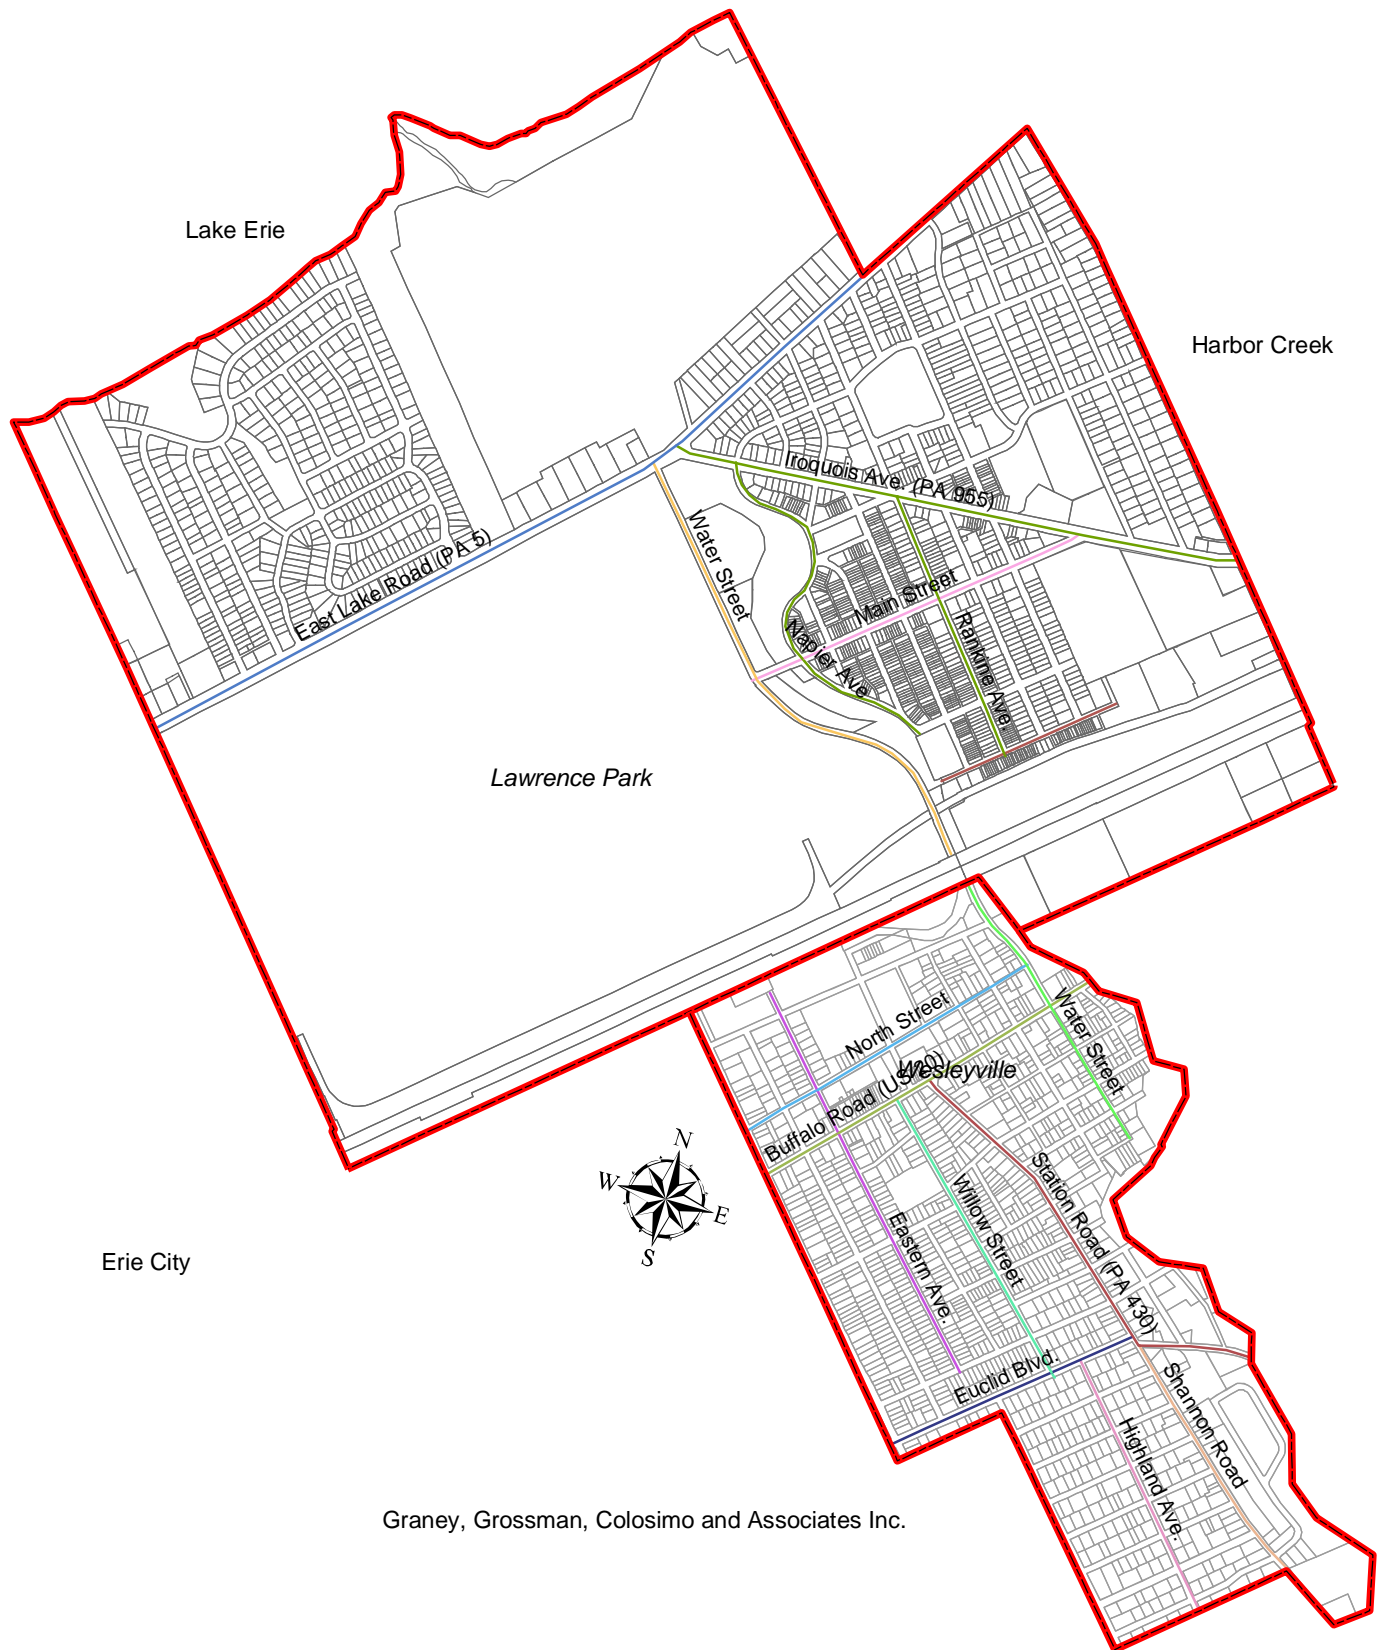 Lake Erie
Harbor Creek
Iroquois Ave. (PA 955)
Water Street
East Lake Road (PA 5)
Main Street
Napier Ave
Rankine Ave.
Lawrence Park
North Street
Water Street
Wesleyville
Buffalo Road (US 20)
N
W
E
S
Station Road (PA 430)
Willow Street
Eastern Ave.
Erie City
Euclid Blvd.
Shannon Road
Highland Ave.
Graney, Grossman, Colosimo and Associates Inc.